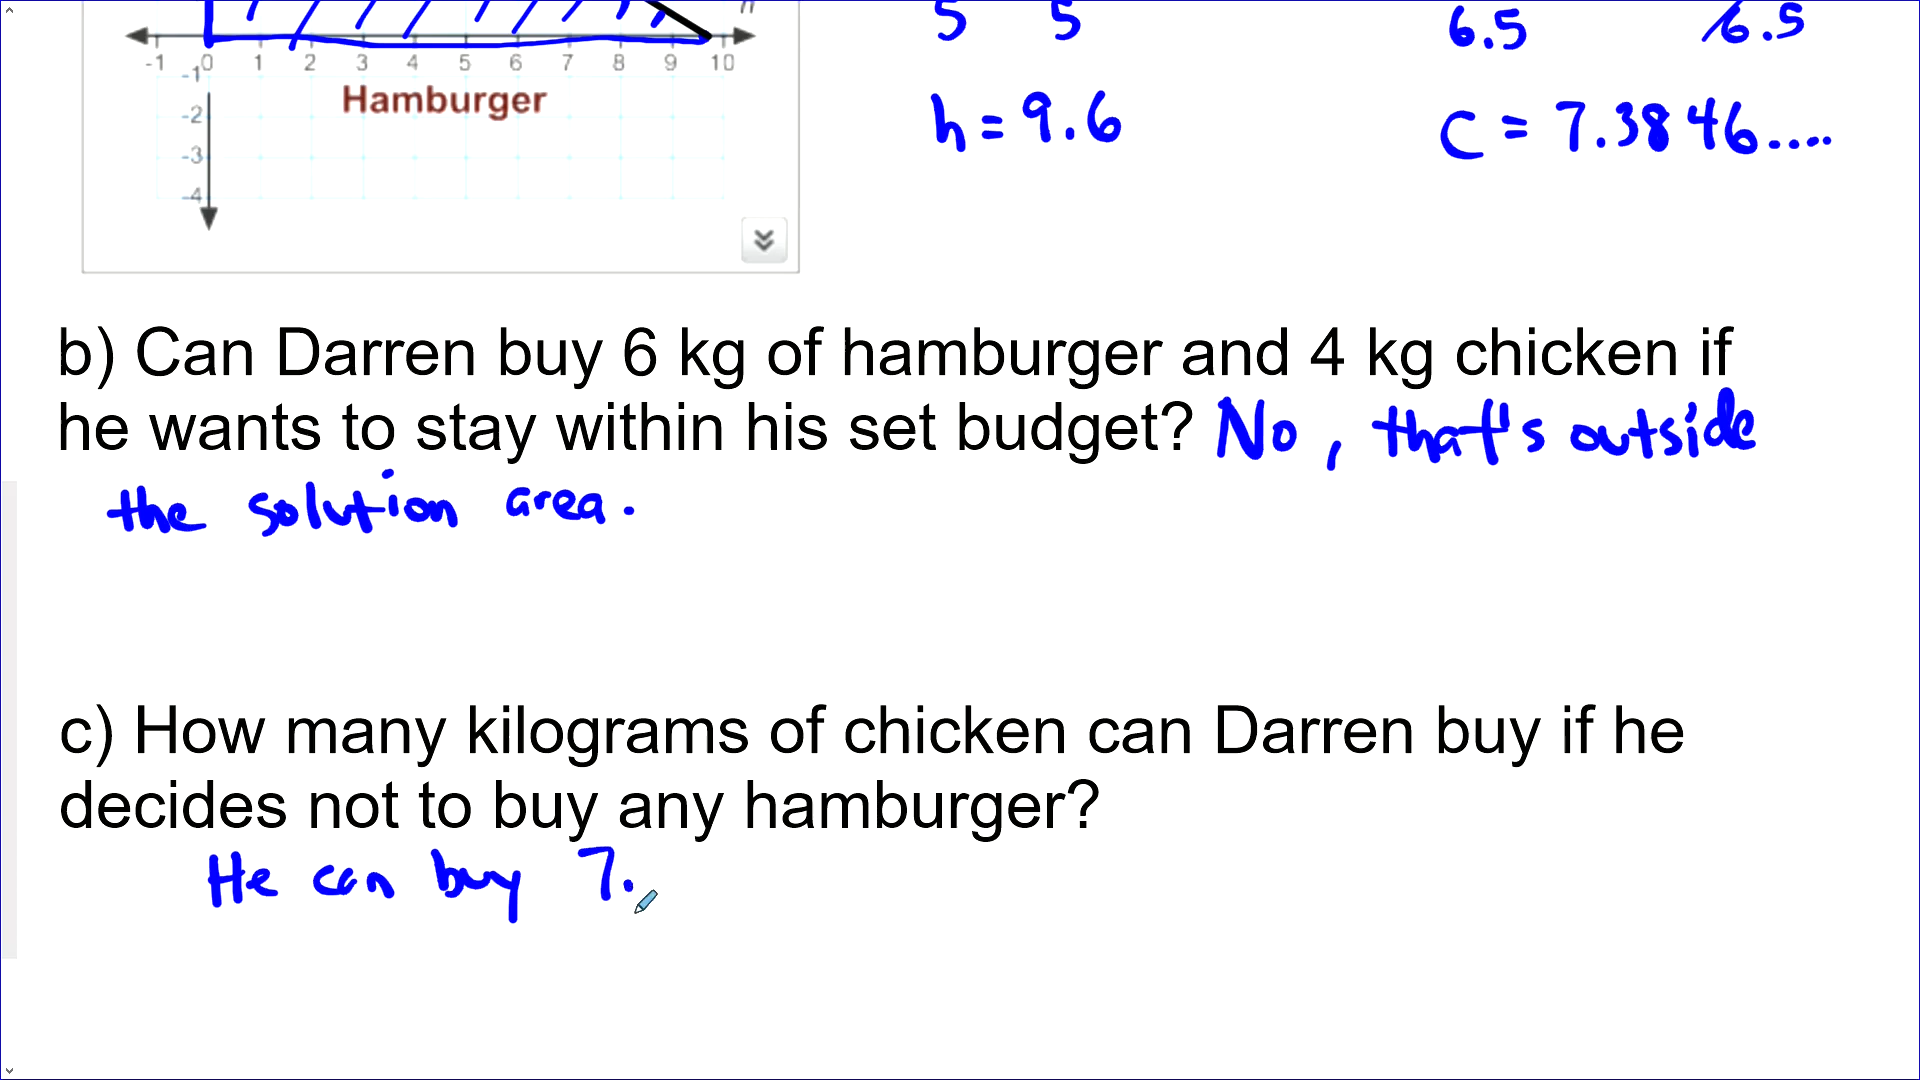 n
5 5 6.5 6.5
-1 0 1 2 3 4 5 6 7 8 9 10
-1
Hamburger
-2
h = 9.6 c = 7.3846....
-3
-4
b) Can Darren buy 6 kg of hamburger and 4 kg chicken if
he wants to stay within his set budget? No, that's outside
the solution area.
c) How many kilograms of chicken can Darren buy if he
decides not to buy any hamburger?
He can buy 7.